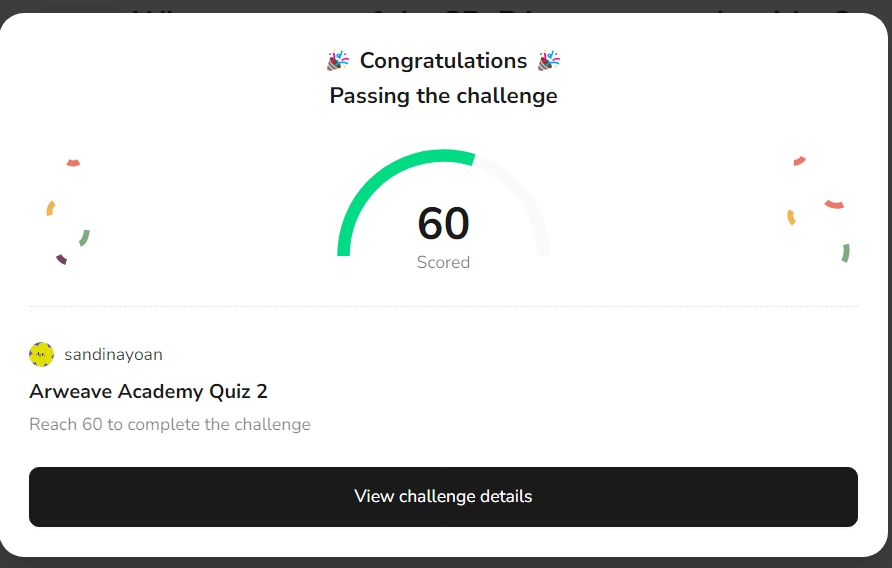 Congratulations
Passing the challenge
60
Scored
sandinayoan
Arweave Academy Quiz 2
Reach 60 to complete the challenge
View challenge details